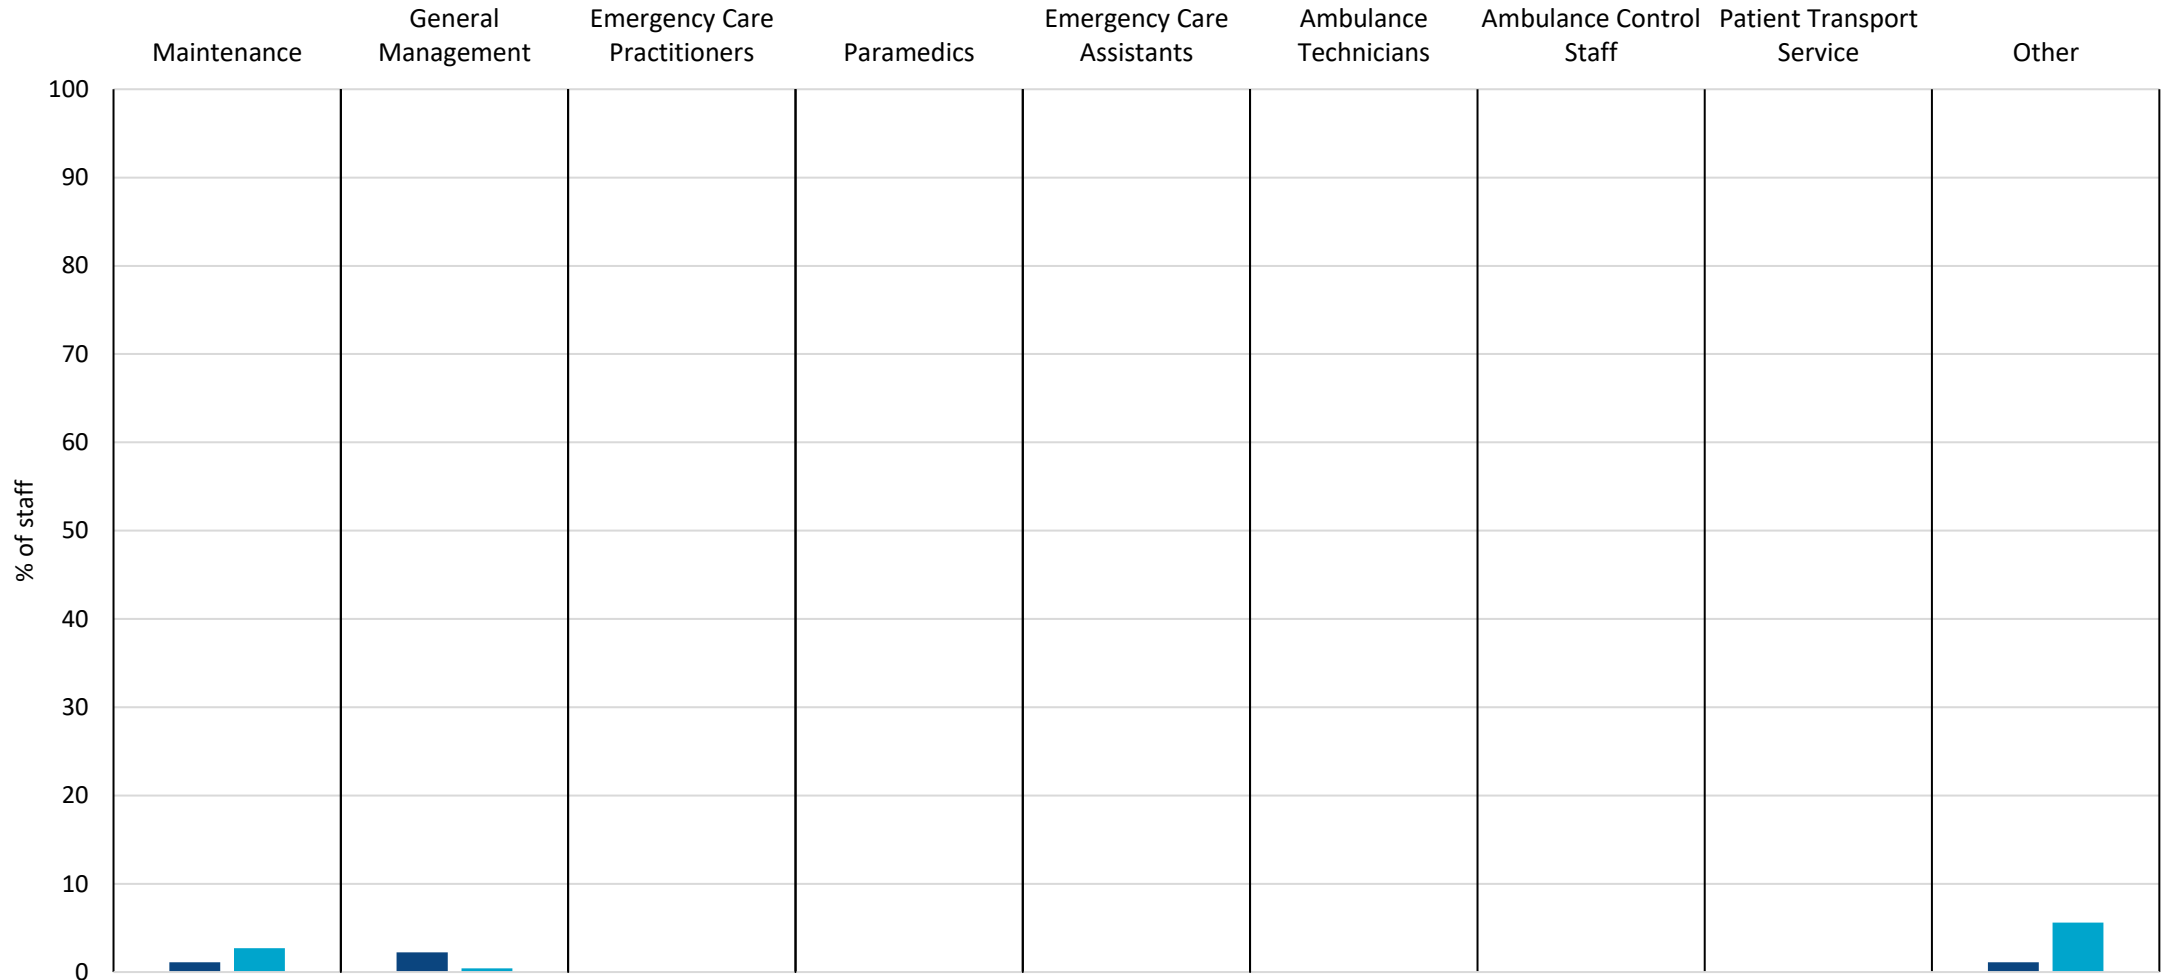 Maintenance
General
Management
Emergency Care
Practitioners
Paramedics
Emergency Care
Assistants
Ambulance
Technicians
Ambulance Control
Staff
Patient Transport
Service
Other
100
90
80
70
60
50
40
30
20
10
0
% of staff